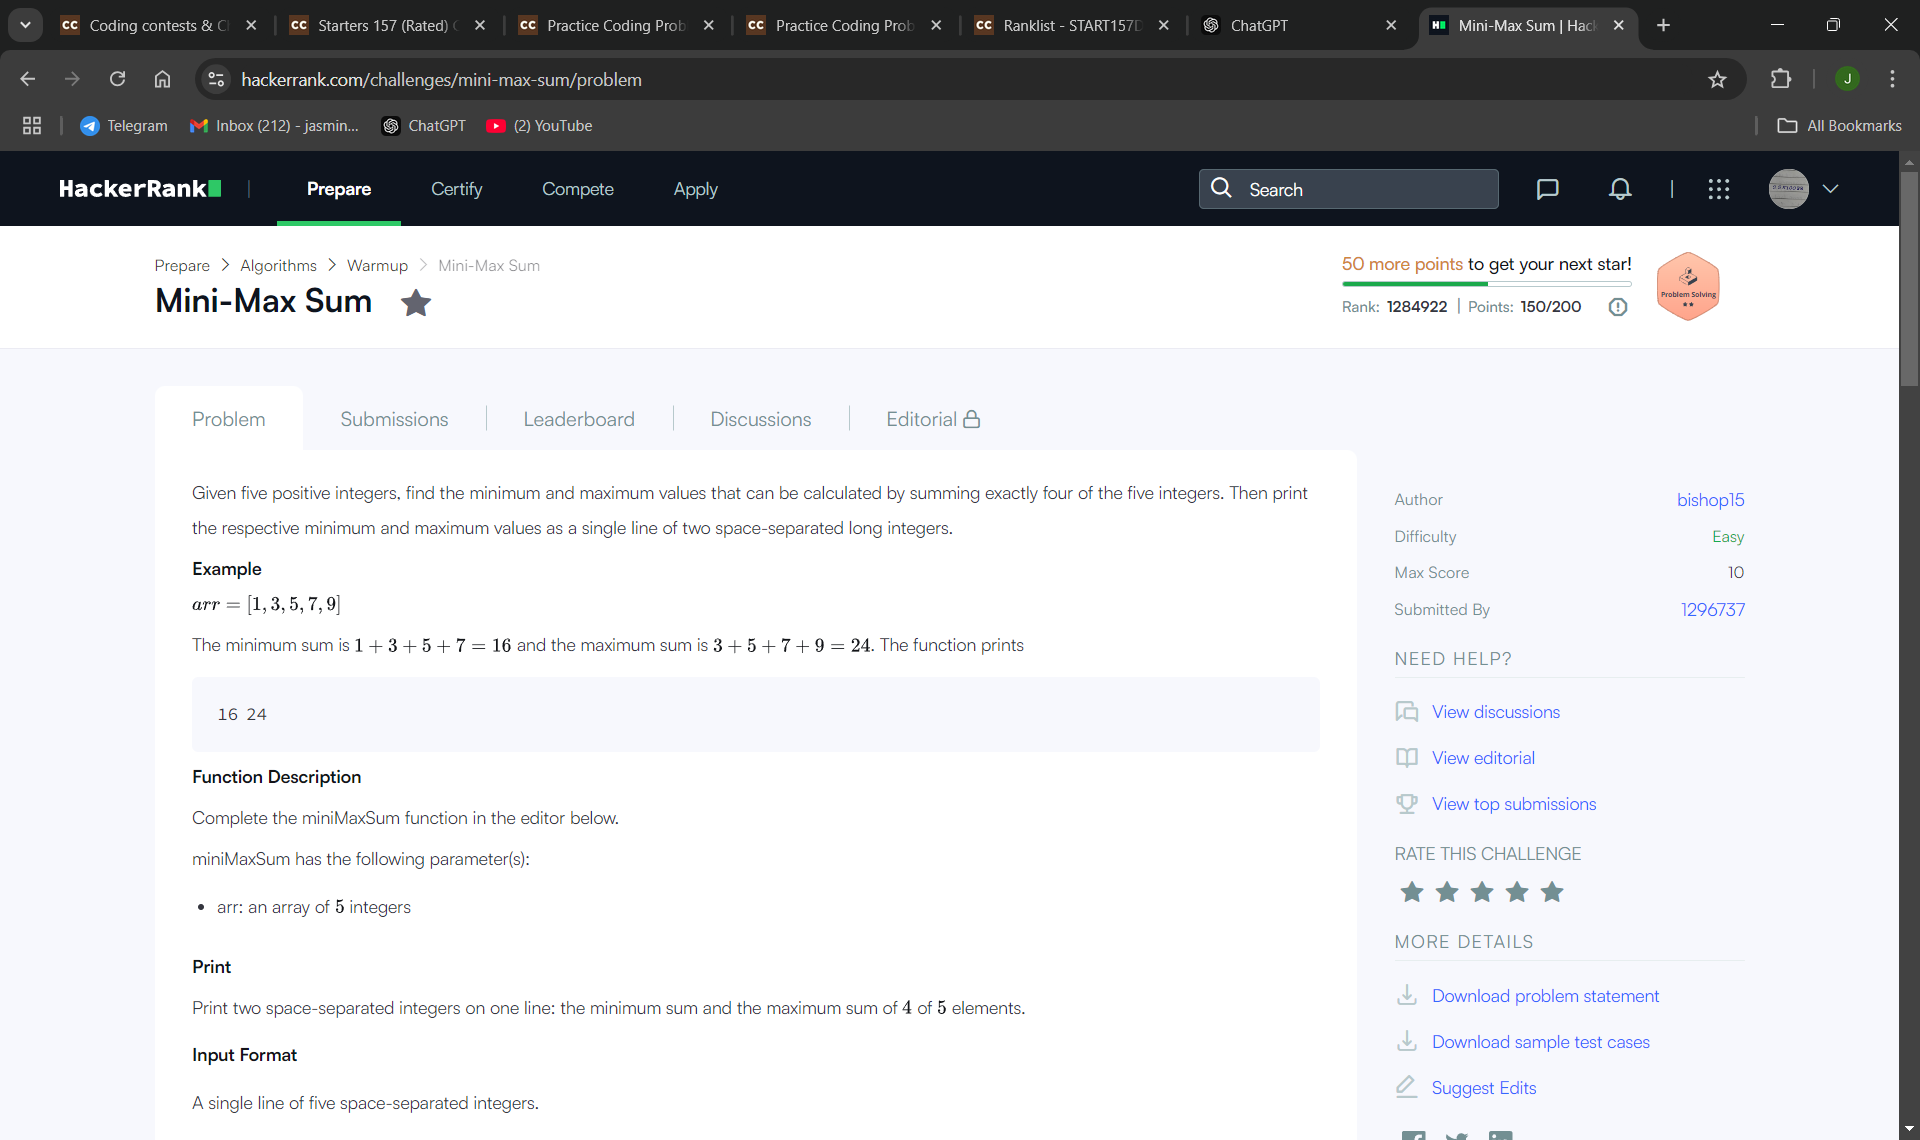 Coding contests & C
Starters 157 (Rated)
Practice Coding Prob
Practice Coding Prob
Ranklist - START157D
ChatGPT
Mini-Max Sum | Hac
hackerrank.com/challenges/mini-max-sum/problem
J
Telegram
Inbox (212) - jasmin...
ChatGPT
(2) YouTube
All Bookmarks
HackerRank
Prepare
Certify
Compete
Apply
Search
Prepare > Algorithms > Warmup > Mini-Max Sum
Mini-Max Sum
50 more points to get your next star!
Rank: 1284922 | Points: 150/200
Problem Solving
Problem
Submissions
Leaderboard
Discussions
Editorial
Given five positive integers, find the minimum and maximum values that can be calculated by summing exactly four of the five integers. Then print
the respective minimum and maximum values as a single line of two space-separated long integers.
Example
arr = [1, 3, 5, 7, 9]
The minimum sum is 1 + 3 + 5 + 7 = 16 and the maximum sum is 3 + 5 + 7 + 9 = 24. The function prints
16 24
Function Description
Complete the miniMaxSum function in the editor below.
miniMaxSum has the following parameter(s):
• arr: an array of 5 integers
Print
Print two space-separated integers on one line: the minimum sum and the maximum sum of 4 of 5 elements.
Input Format
A single line of five space-separated integers.
Author bishop15
Difficulty Easy
Max Score 10
Submitted By 1296737
NEED HELP?
View discussions
View editorial
View top submissions
RATE THIS CHALLENGE
MORE DETAILS
Download problem statement
Download sample test cases
Suggest Edits